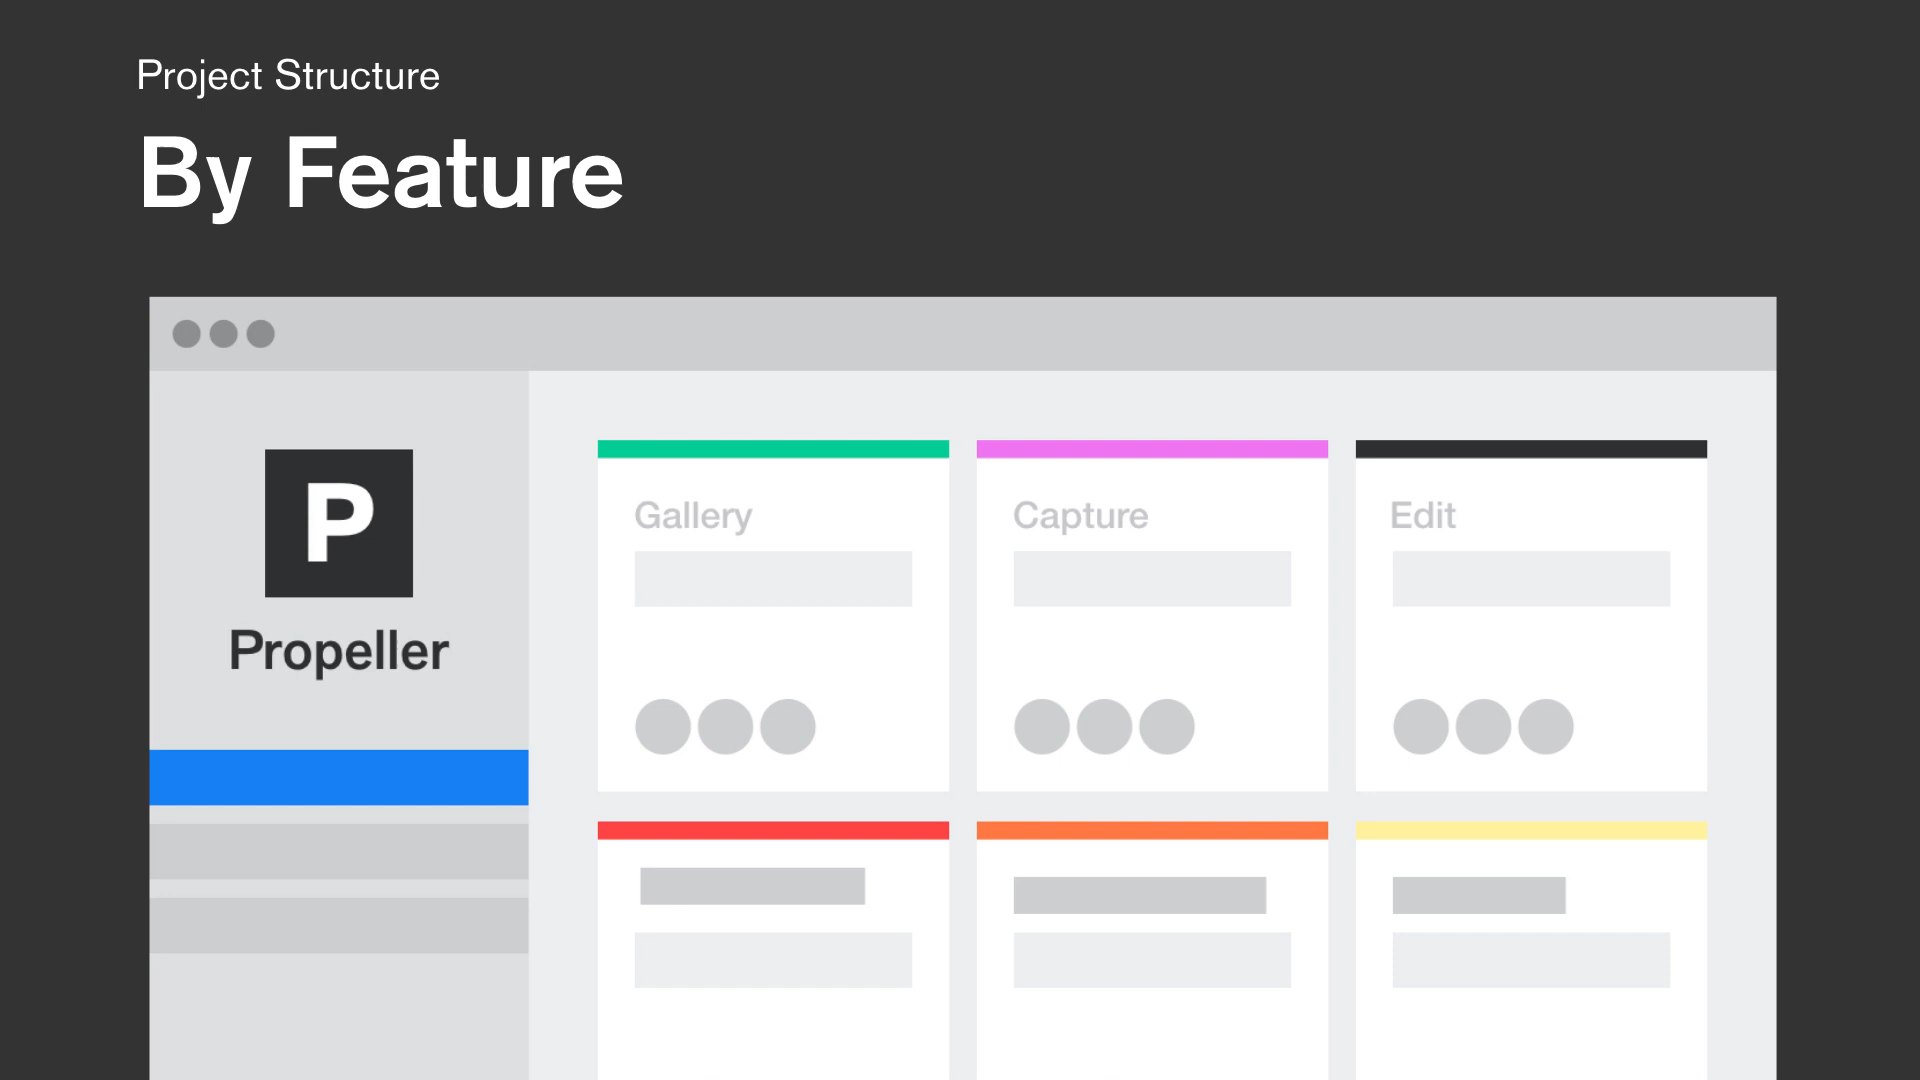 Project Structure
By Feature
P
Propeller
Gallery
Capture
Edit